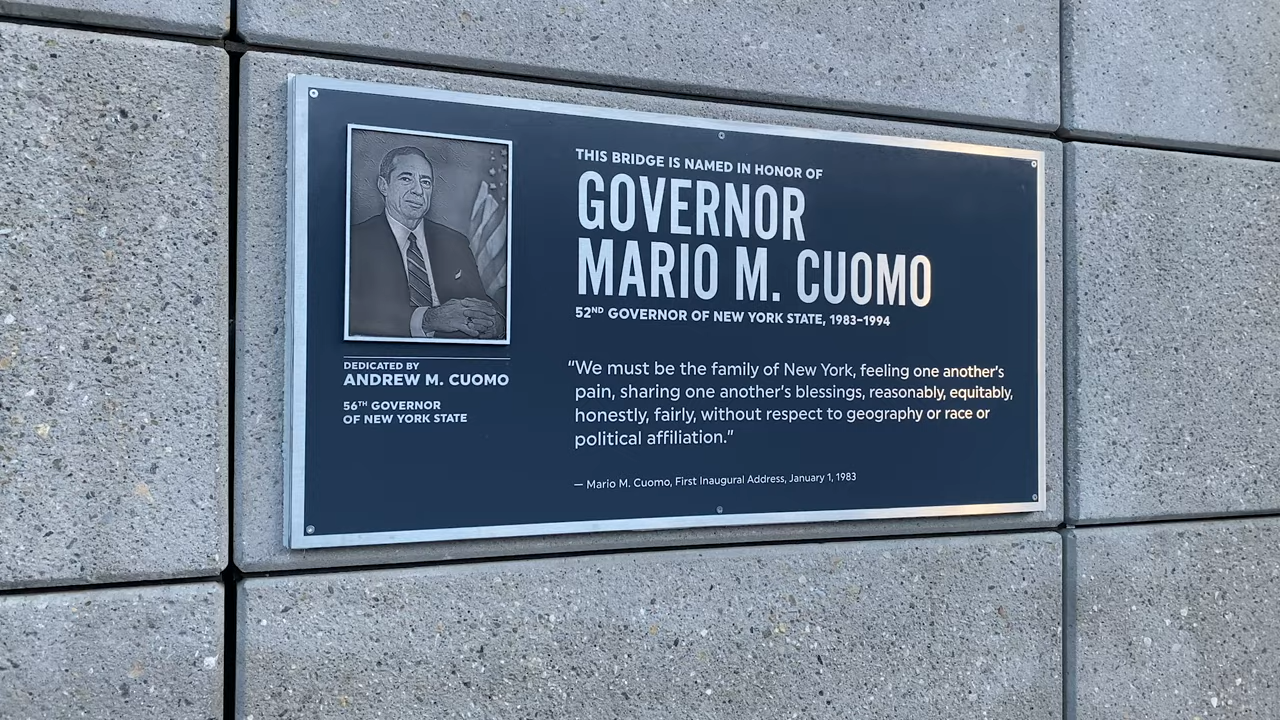 THIS BRIDGE IS NAMED IN HONOR OF
GOVERNOR
MARIO M. CUOMO
52ND GOVERNOR OF NEW YORK STATE, 1983–1994
DEDICATED BY
ANDREW M. CUOMO
56TH GOVERNOR
OF NEW YORK STATE
“We must be the family of New York, feeling one another’s
pain, sharing one another’s blessings, reasonably, equitably,
honestly, fairly, without respect to geography or race or
political affiliation.”
— Mario M. Cuomo, First Inaugural Address, January 1, 1983